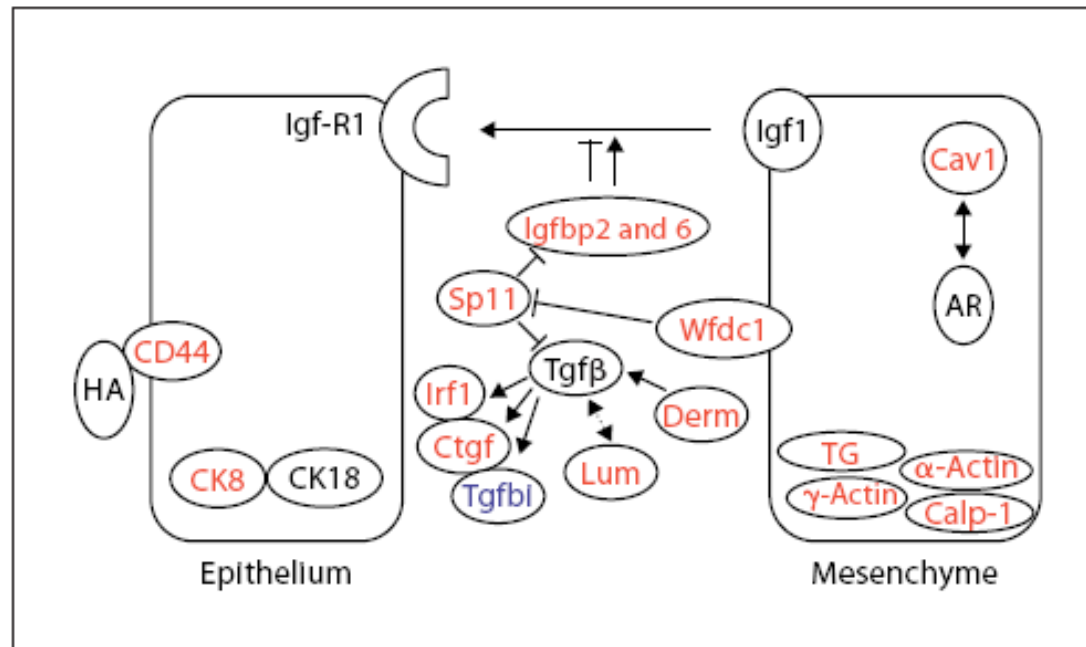 Igf-R1
Igf1
Cav1
Igfbp2 and 6
Sp11
AR
Wfdc1
CD44
HA
Tgfβ
Irf1
Derm
Ctgf
Lum
TG
α-Actin
CK8
CK18
Tgfbi
γ-Actin
Calp-1
Epithelium
Mesenchyme